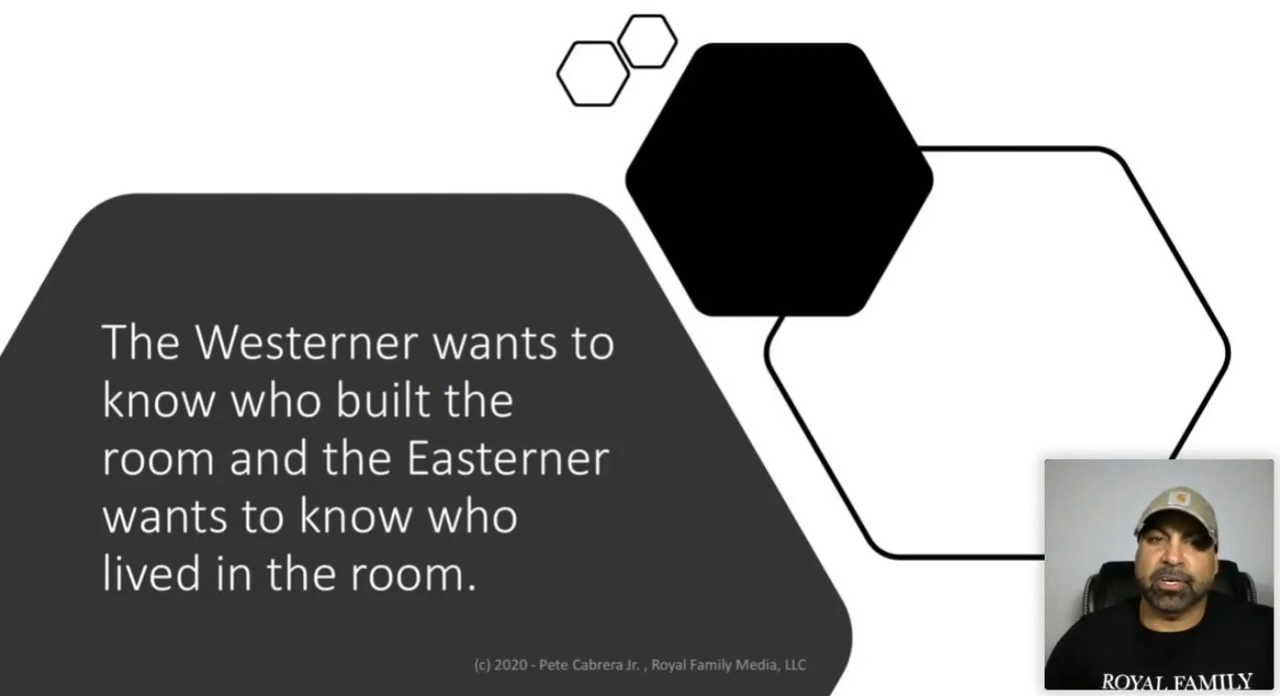 The Westerner wants to
know who built the
room and the Easterner
wants to know who
lived in the room.
(c) 2020 - Pete Cabrera Jr. , Royal Family Media, LLC
ROYAL FAMILY